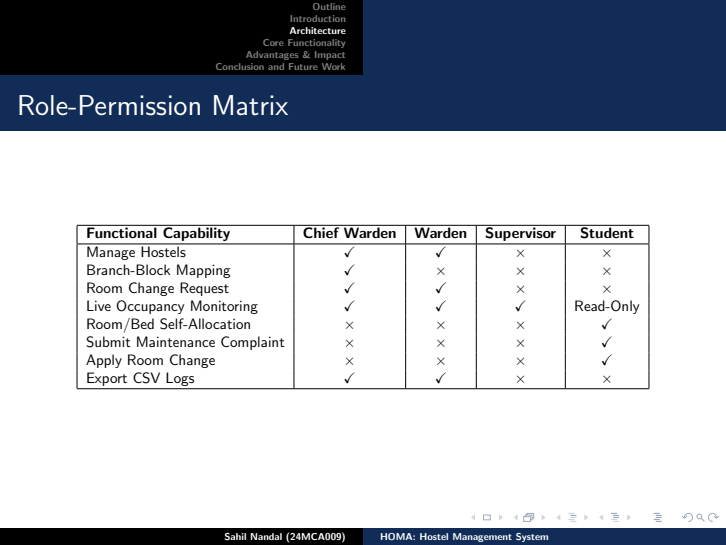 Outline
Introduction
Architecture
Core Functionality
Advantages & Impact
Conclusion and Future Work
Role-Permission Matrix
Functional Capability Chief Warden Warden Supervisor Student
Manage Hostels ✓ ✓ × ×
Branch-Block Mapping ✓ × × ×
Room Change Request ✓ ✓ × ×
Live Occupancy Monitoring ✓ ✓ ✓ Read-Only
Room/Bed Self-Allocation × × × ✓
Submit Maintenance Complaint × × × ✓
Apply Room Change × × × ✓
Export CSV Logs ✓ ✓ × ×
Sahil Nandal (24MCA009) HOMA: Hostel Management System